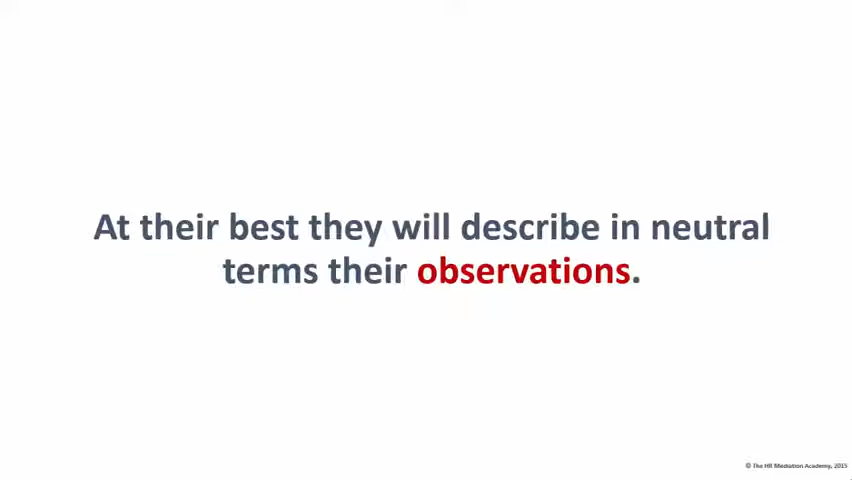 At their best they will describe in neutral
terms their observations.
© The HR Mediation Academy, 2015